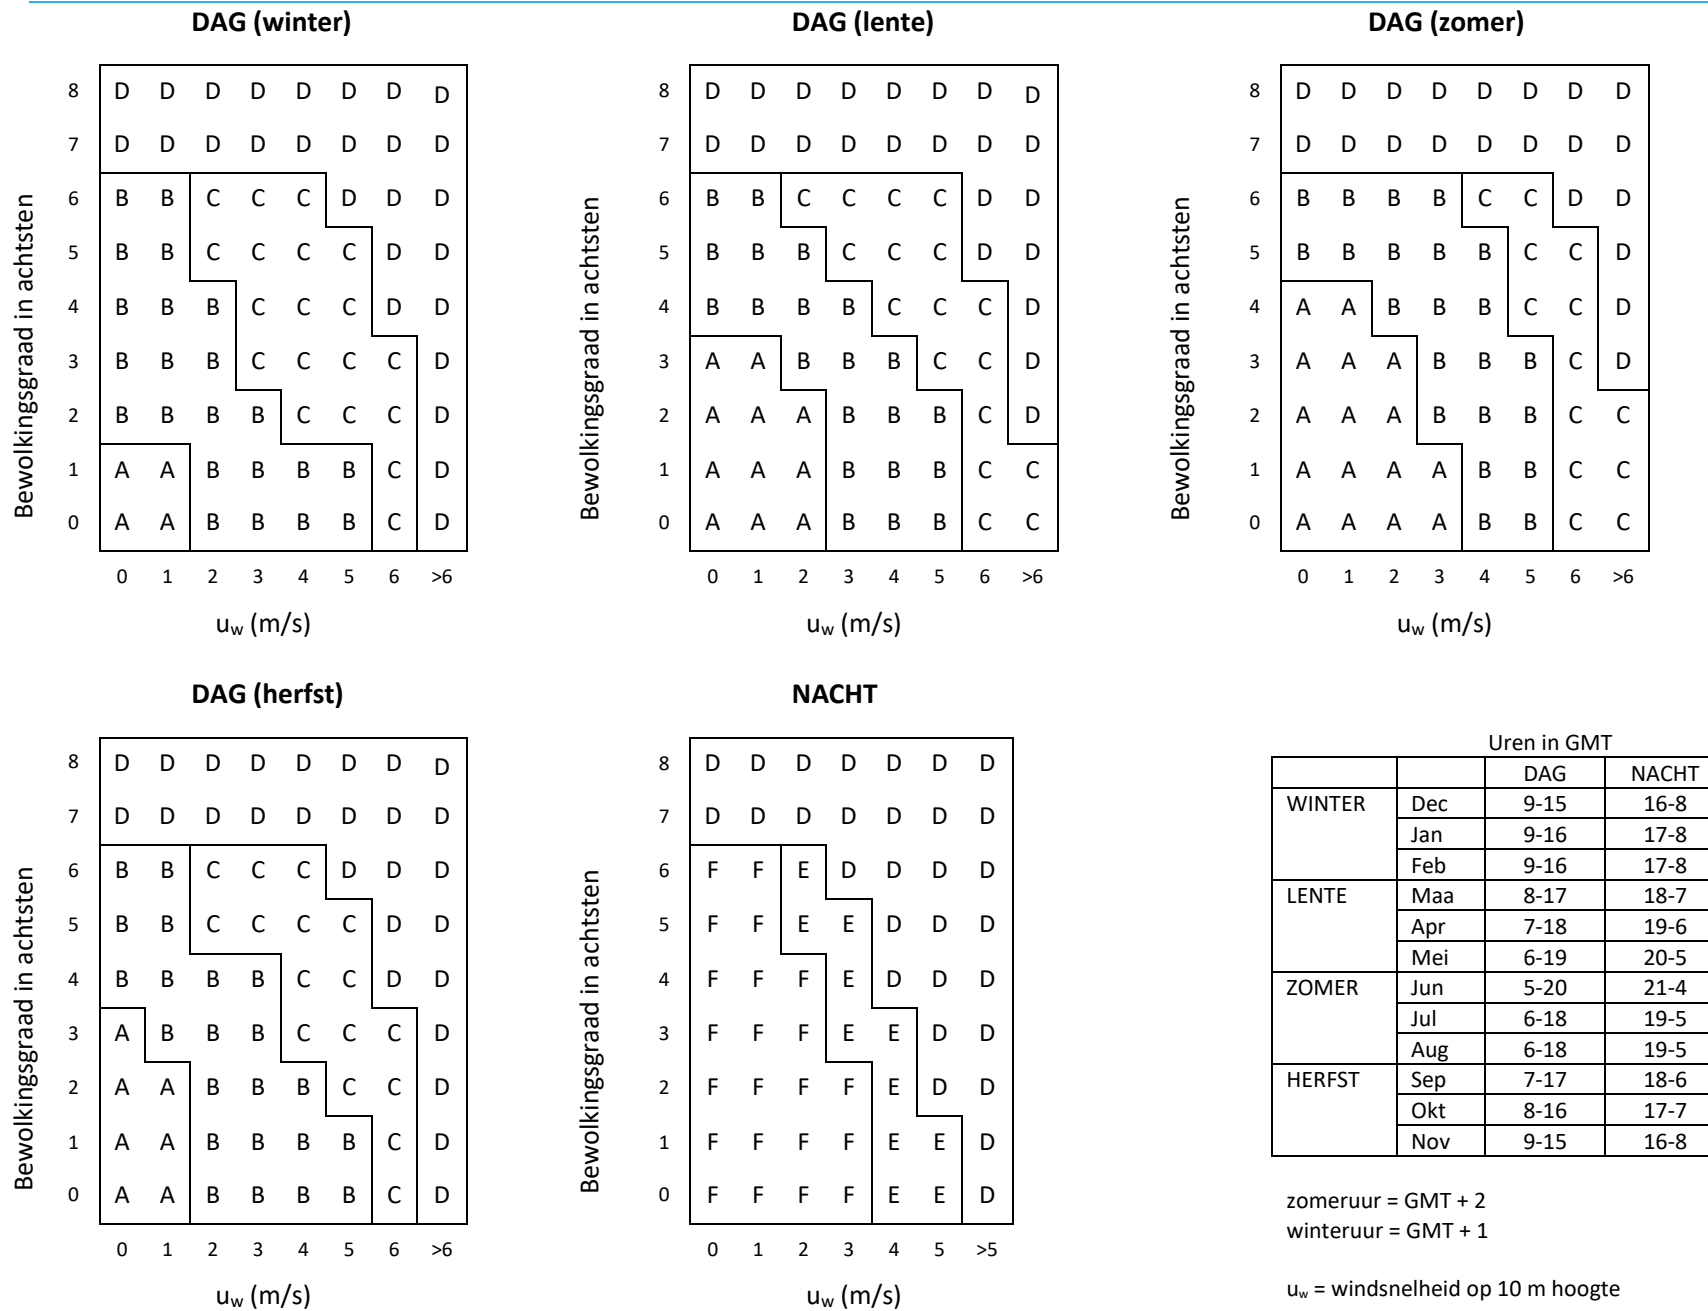 DAG (winter)
Bewolkingsgraad in achtsten
8 D D D D D D D D
7 D D D D D D D D
6 B B C C C D D D
5 B B C C C C D D
4 B B B C C C D D
3 B B B C C C C D
2 B B B B C C C D
1 A A B B B B C D
0 A A B B B B C D
0 1 2 3 4 5 6 >6
uw (m/s)
DAG (lente)
Bewolkingsgraad in achtsten
8 D D D D D D D D
7 D D D D D D D D
6 B B C C C C D D
5 B B B C C C D D
4 B B B B C C C D
3 A A B B B C C D
2 A A A B B B C D
1 A A A B B B C C
0 A A A B B B C C
0 1 2 3 4 5 6 >6
uw (m/s)
DAG (zomer)
Bewolkingsgraad in achtsten
8 D D D D D D D D
7 D D D D D D D D
6 B B B B C C D D
5 B B B B B C C D
4 A A B B B C C D
3 A A A B B B C D
2 A A A B B B C C
1 A A A A B B C C
0 A A A A B B C C
0 1 2 3 4 5 6 >6
uw (m/s)
DAG (herfst)
Bewolkingsgraad in achtsten
8 D D D D D D D D
7 D D D D D D D D
6 B B C C C D D D
5 B B C C C C D D
4 B B B B C C D D
3 A B B B C C C D
2 A A B B B C C D
1 A A B B B B C D
0 A A B B B B C D
0 1 2 3 4 5 6 >6
uw (m/s)
NACHT
Bewolkingsgraad in achtsten
8 D D D D D D D
7 D D D D D D D
6 F F E D D D D
5 F F E E D D D
4 F F F E D D D
3 F F F E E D D
2 F F F F E D D
1 F F F F E E D
0 F F F F E E D
0 1 2 3 4 5 >5
uw (m/s)
Uren in GMT
DAG NACHT
WINTER Dec 9-15 16-8
Jan 9-16 17-8
Feb 9-16 17-8
LENTE Maa 8-17 18-7
Apr 7-18 19-6
Mei 6-19 20-5
ZOMER Jun 5-20 21-4
Jul 6-18 19-5
Aug 6-18 19-5
HERFST Sep 7-17 18-6
Okt 8-16 17-7
Nov 9-15 16-8
zomeruur = GMT + 2
winteruur = GMT + 1
uw = windsnelheid op 10 m hoogte